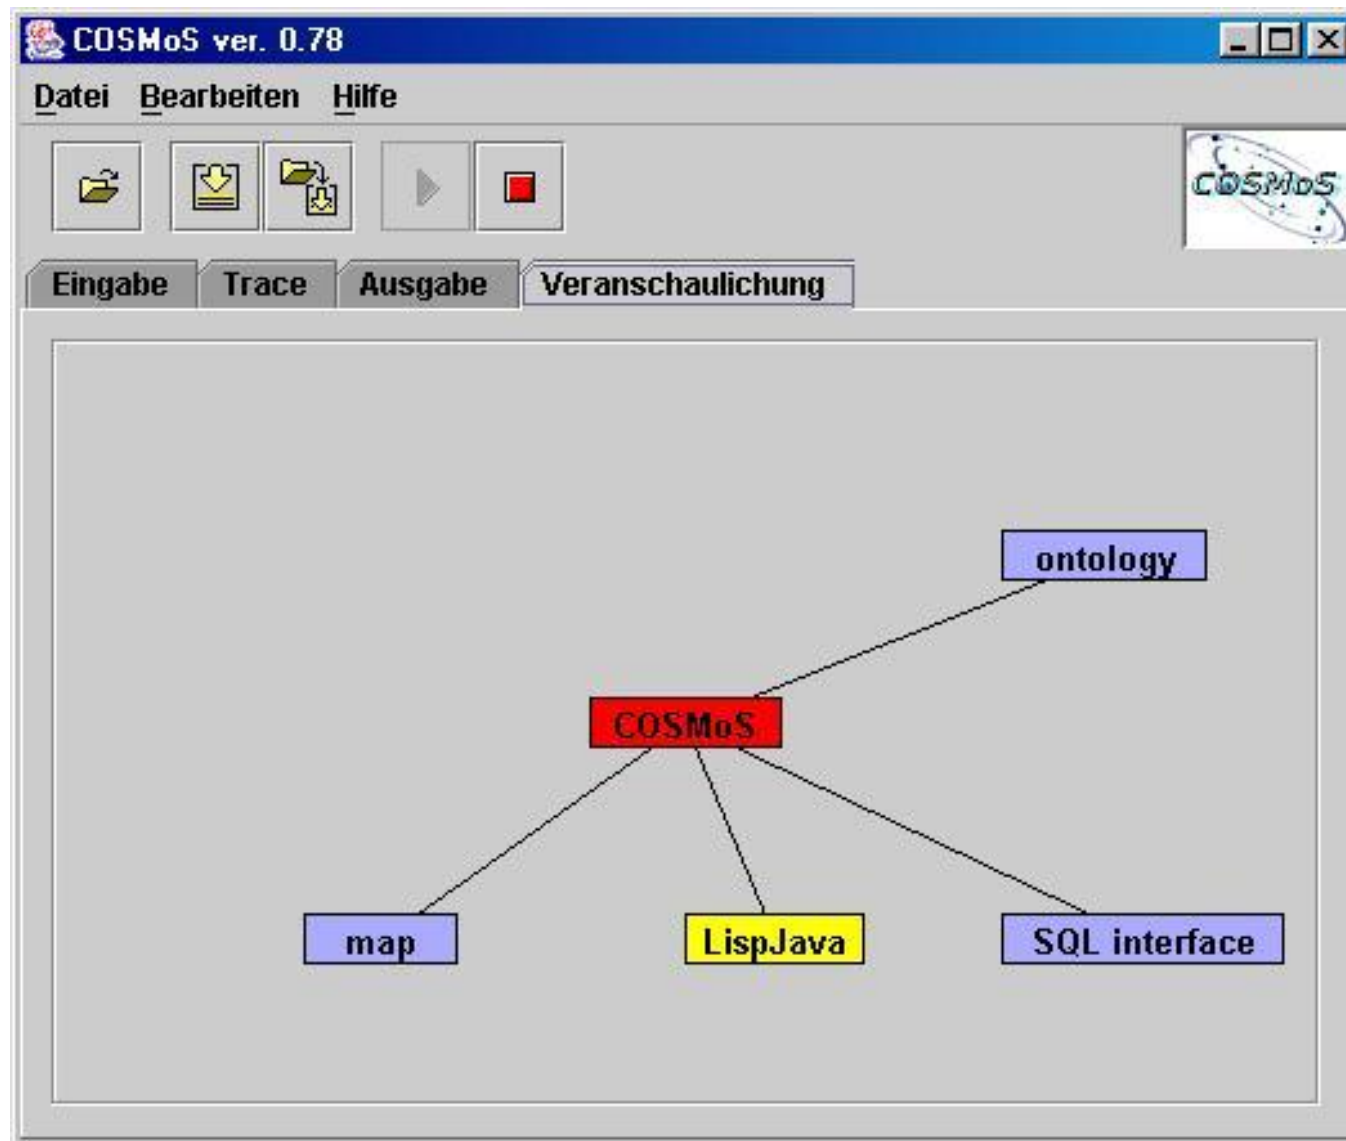 COSMoS ver. 0.78
Datei Bearbeiten Hilfe
COSMoS
Eingabe Trace Ausgabe Veranschaulichung
ontology
COSMoS
map LispJava SQL interface